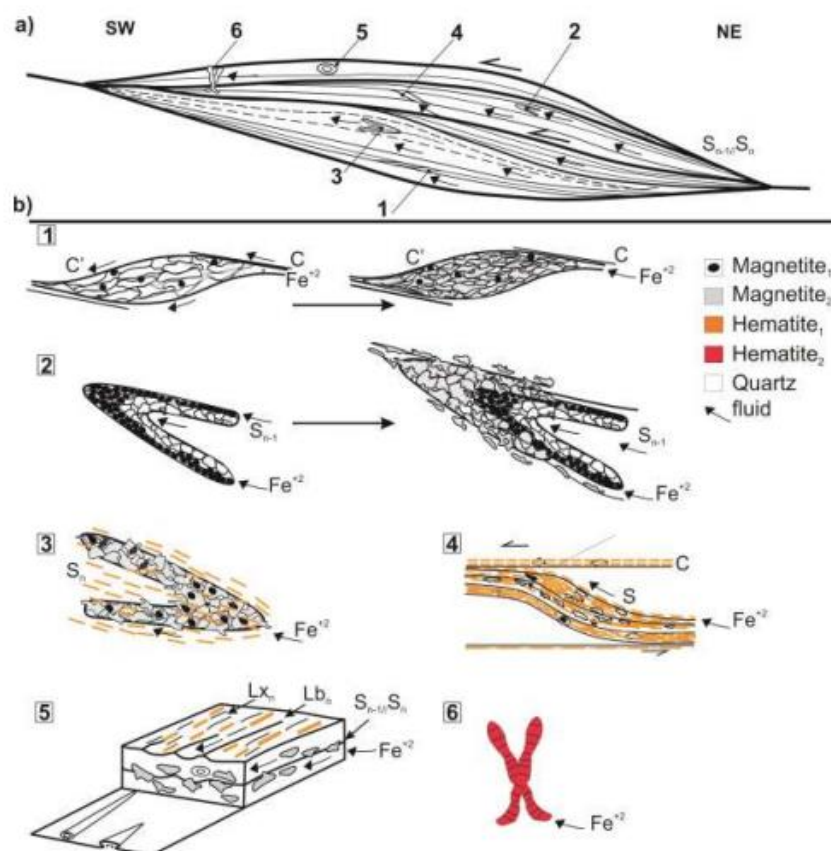 a)
SW
NE
6
5
4
2
3
1
Sn-1//Sn
b)
1
C'
C
Fe+2
C'
C
Fe+2
Magnetite1
Magnetite2
Hematite1
Hematite2
Quartz
fluid
2
Sn-1
Fe+2
Sn-1
Fe+2
3
Sn
Fe+2
4
C
S
Fe+2
5
Lxn
Lbn
Sn-1//Sn
Fe+2
6
Fe+2